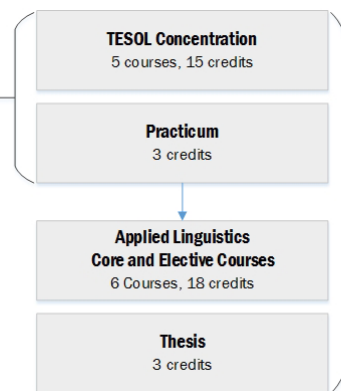 TESOL Concentration
5 courses, 15 credits
Practicum
3 credits
Applied Linguistics
Core and Elective Courses
6 Courses, 18 credits
Thesis
3 credits